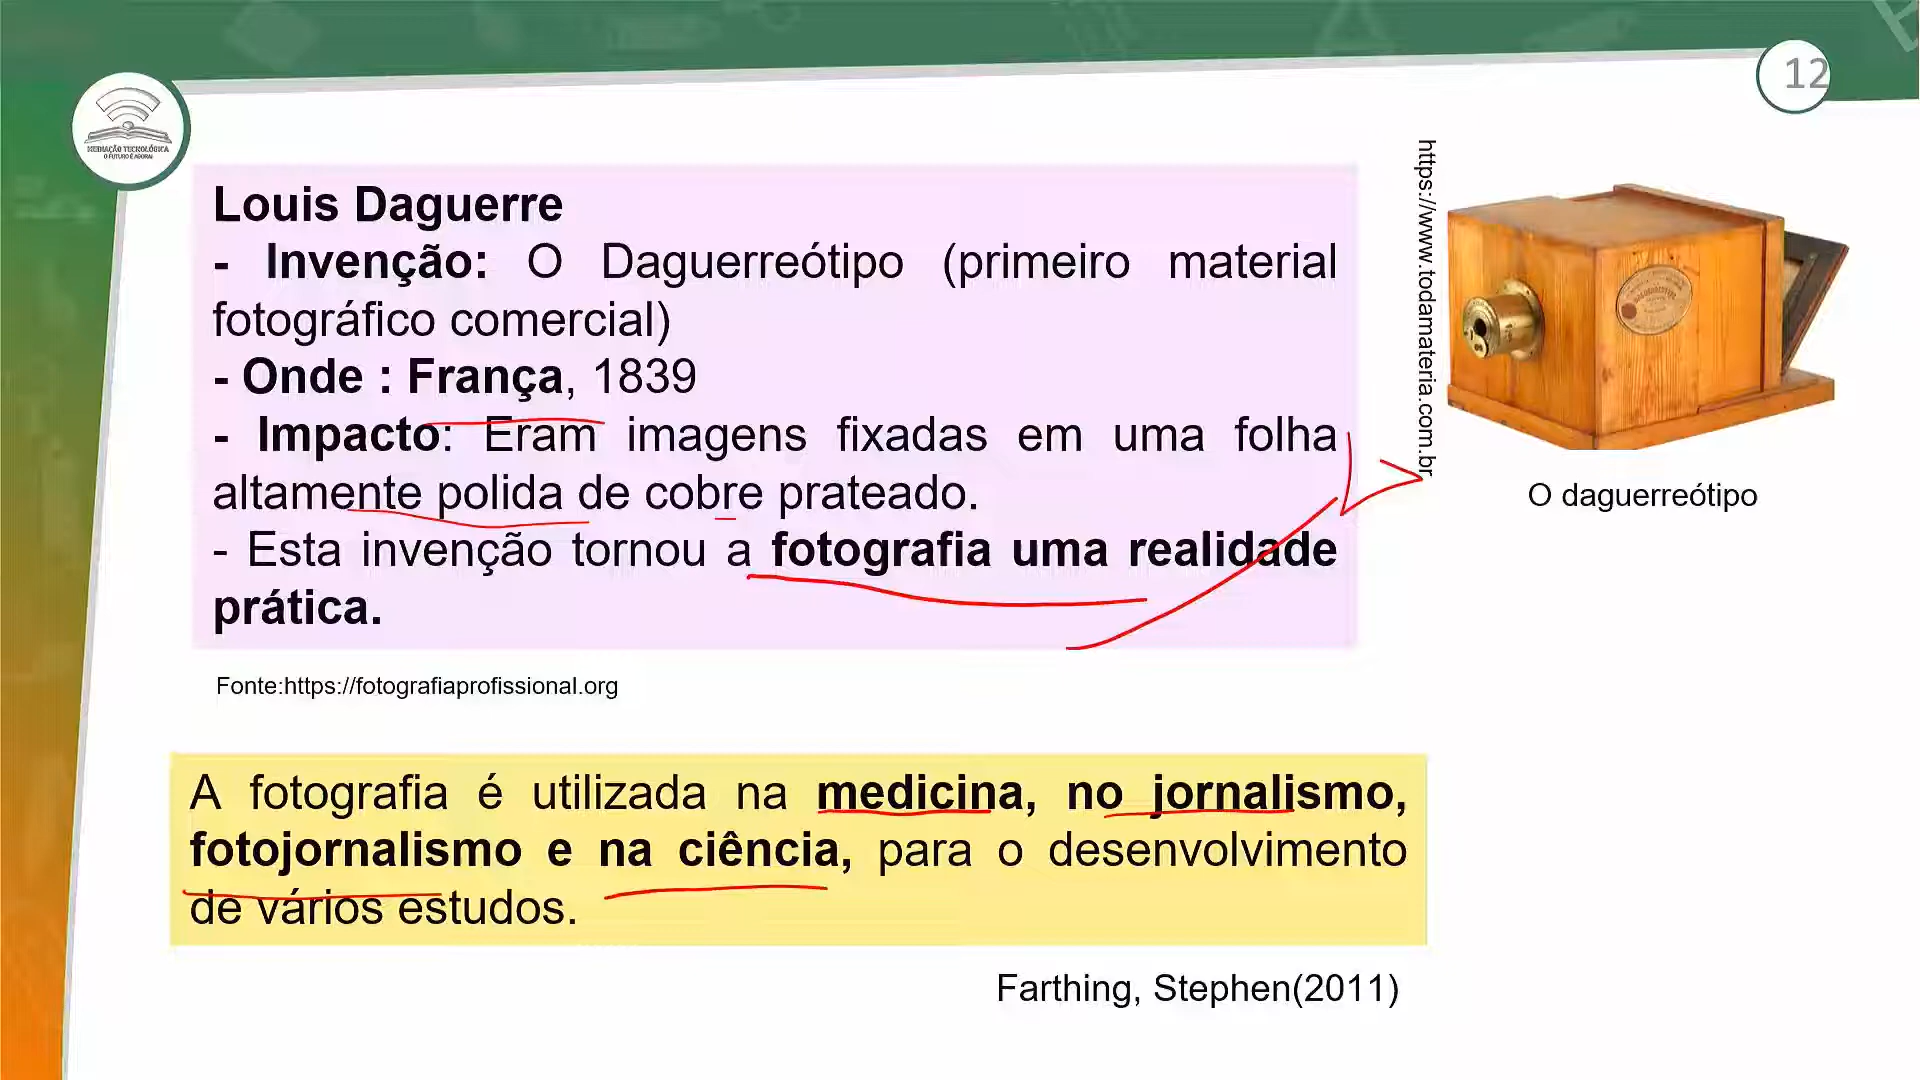 12
MEDIAÇÃO TECNOLÓGICA
O FUTURO É AGORA!
Louis Daguerre
- Invenção: O Daguerreótipo (primeiro material
fotográfico comercial)
- Onde : França, 1839
- Impacto: Eram imagens fixadas em uma folha
altamente polida de cobre prateado.
- Esta invenção tornou a fotografia uma realidade
prática.
Fonte:https://fotografiaprofissional.org
https://www.todamateria.com.br
O daguerreótipo
A fotografia é utilizada na medicina, no jornalismo,
fotojornalismo e na ciência, para o desenvolvimento
de vários estudos.
Farthing, Stephen(2011)